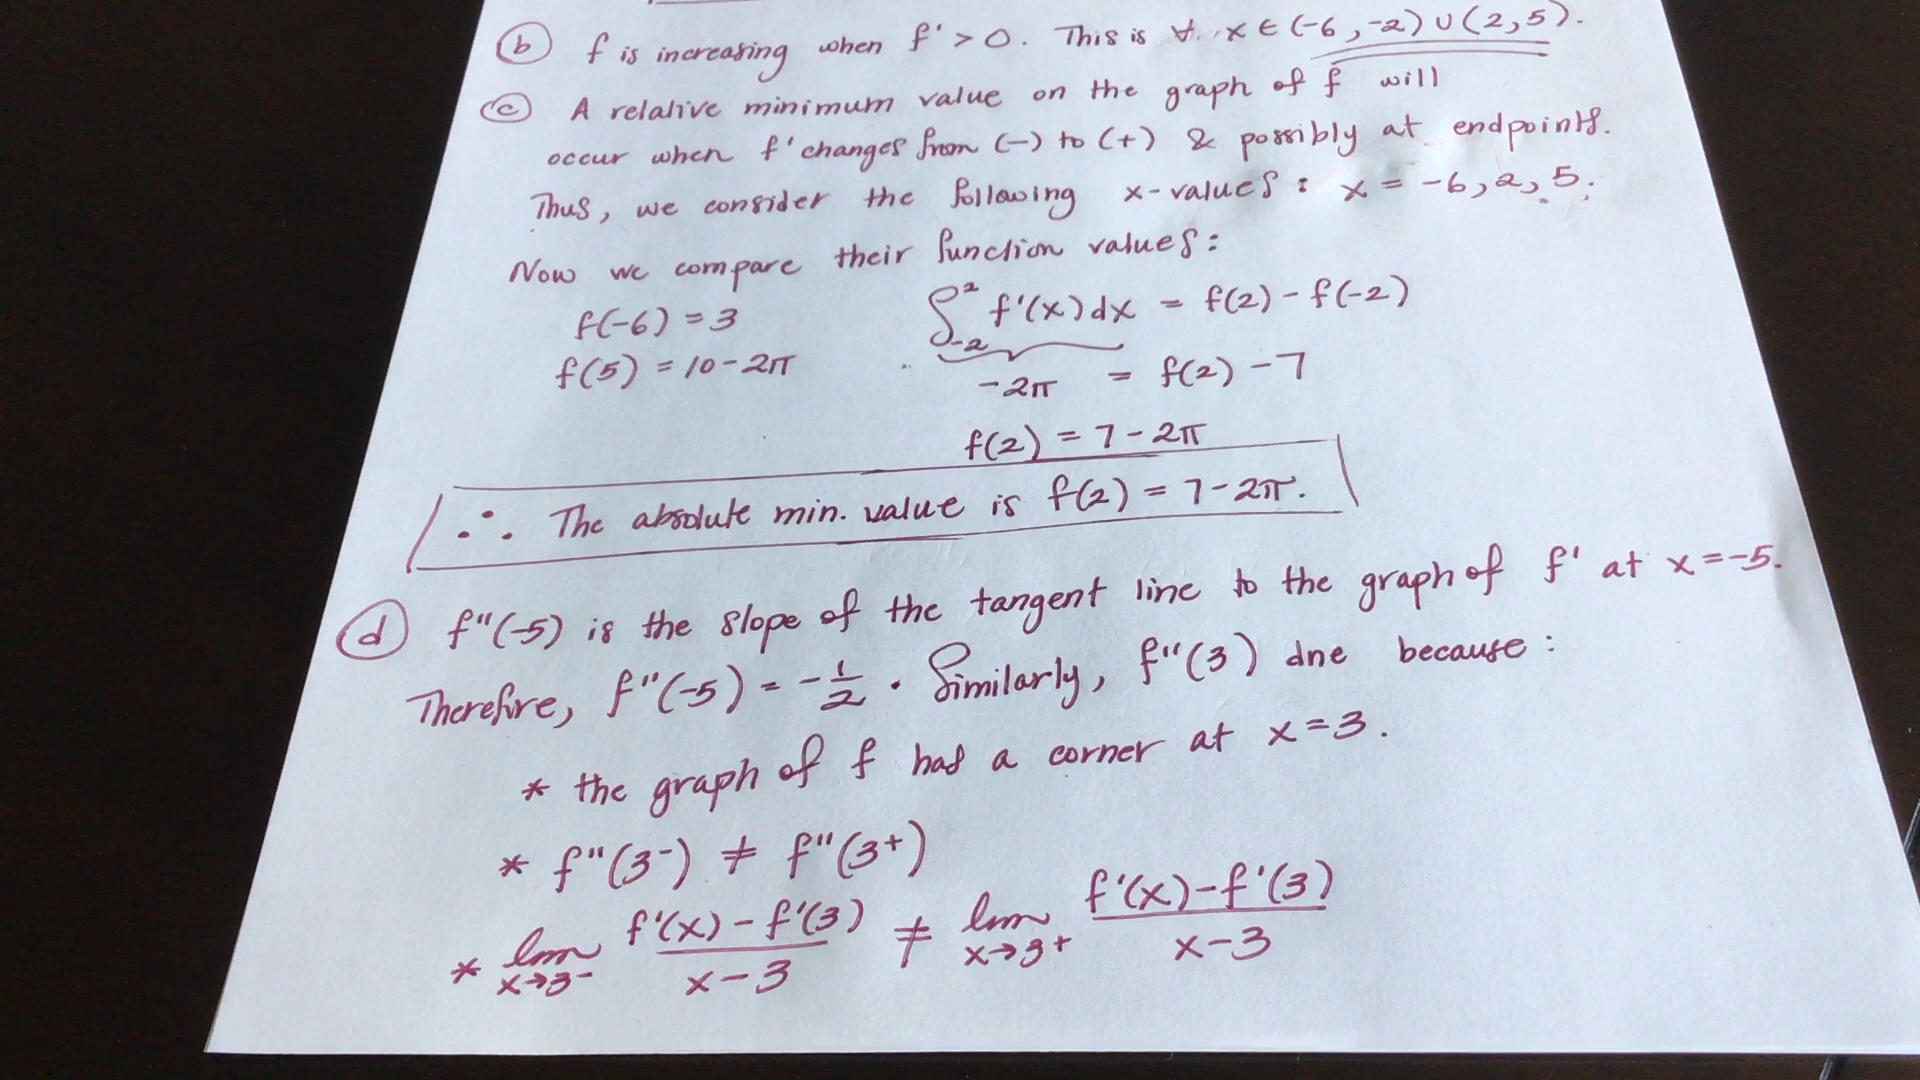 (b) f is increasing when f' > 0. This is ∀ x ∈ (-6, -2) ∪ (2, 5).
(c) A relative minimum value on the graph of f will
occur when f' changes from (-) to (+) & possibly at endpoints.
Thus, we consider the following x-values: x = -6, 2, 5.
Now we compare their function values:
f(-6) = 3
∫_{-2}^{2} f'(x) dx = f(2) - f(-2)
f(5) = 10 - 2π
-2π = f(2) - 7
f(2) = 7 - 2π
∴ The absolute min. value is f(2) = 7 - 2π.
(d) f''(-5) is the slope of the tangent line to the graph of f' at x = -5.
Therefore, f''(-5) = -1/2. Similarly, f''(3) dne because:
* the graph of f has a corner at x = 3.
* f''(3⁻) ≠ f''(3⁺)
* lim_{x→3⁻} (f'(x) - f'(3))/(x - 3) ≠ lim_{x→3⁺} (f'(x) - f'(3))/(x - 3)